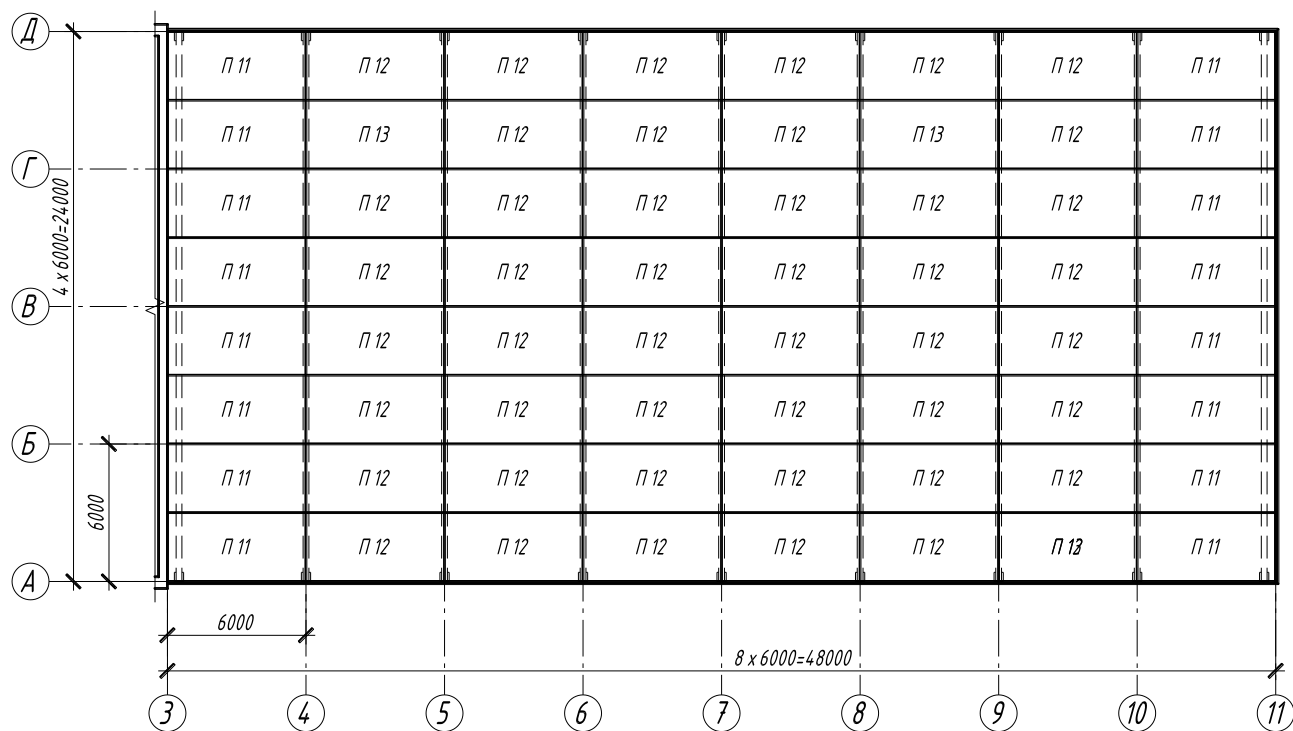 Д
П 11 П 12 П 12 П 12 П 12 П 12 П 12 П 11
П 11 П 13 П 12 П 12 П 12 П 13 П 12 П 11
Г
4 х 6000=24000
П 11 П 12 П 12 П 12 П 12 П 12 П 12 П 11
П 11 П 12 П 12 П 12 П 12 П 12 П 12 П 11
В
П 11 П 12 П 12 П 12 П 12 П 12 П 12 П 11
П 11 П 12 П 12 П 12 П 12 П 12 П 12 П 11
Б
6000
П 11 П 12 П 12 П 12 П 12 П 12 П 12 П 11
П 11 П 12 П 12 П 12 П 12 П 12 П 11
А
6000
8 х 6000=48000
3 4 5 6 7 8 9 10 11